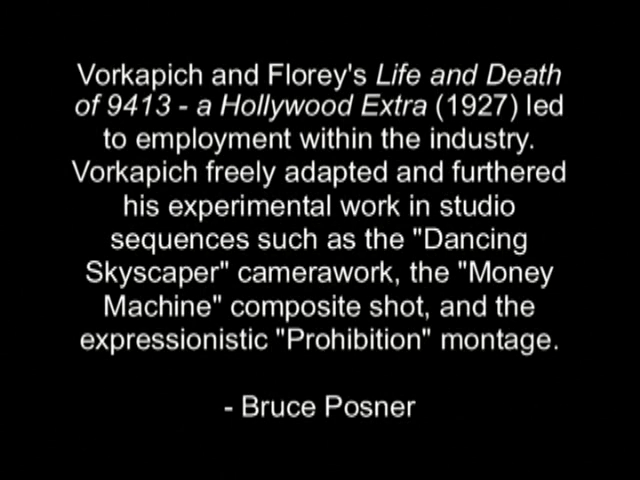 Vorkapich and Florey's Life and Death
of 9413 - a Hollywood Extra (1927) led
to employment within the industry.
Vorkapich freely adapted and furthered
his experimental work in studio
sequences such as the "Dancing
Skyscaper" camerawork, the "Money
Machine" composite shot, and the
expressionistic "Prohibition" montage.
- Bruce Posner